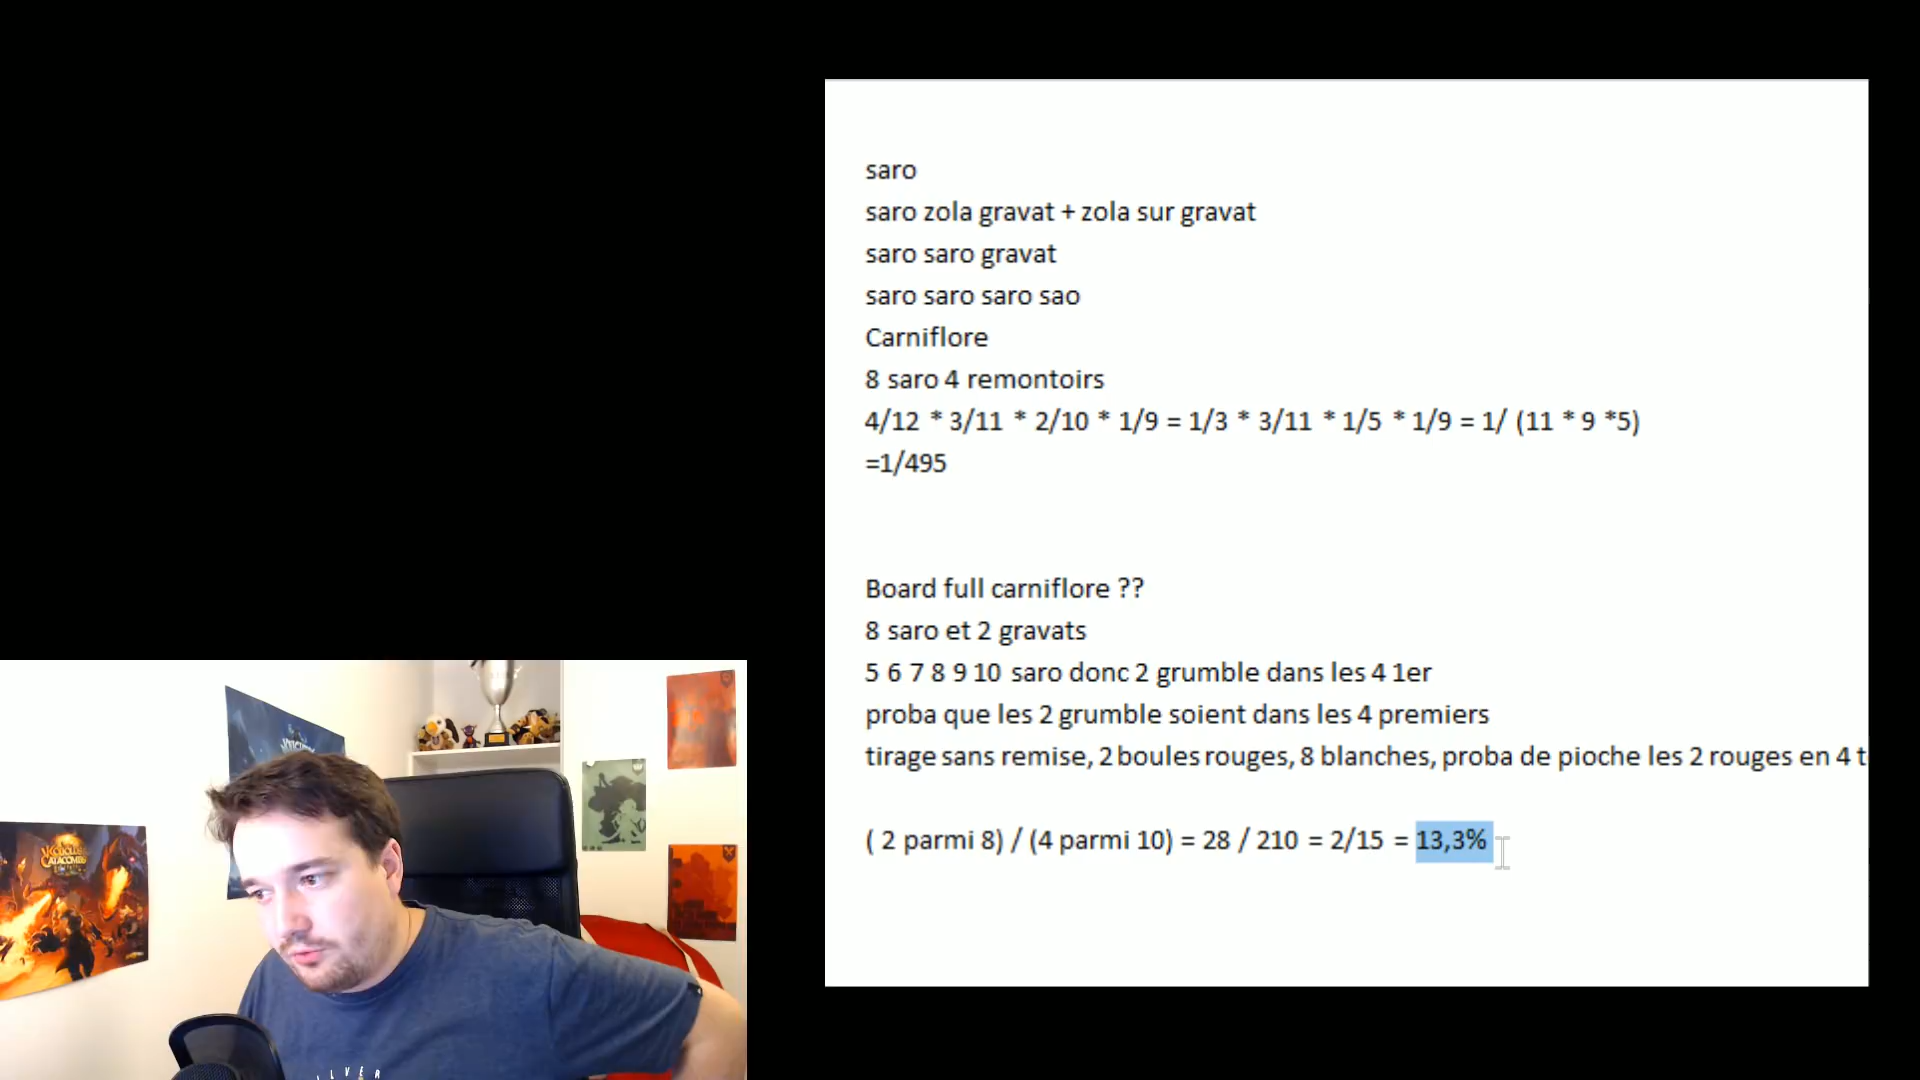 saro
saro zola gravat + zola sur gravat
saro saro gravat
saro saro saro sao
Carniflore
8 saro 4 remontoirs
4/12 * 3/11 * 2/10 * 1/9 = 1/3 * 3/11 * 1/5 * 1/9 = 1/ (11 * 9 *5)
=1/495
Board full carniflore ??
8 saro et 2 gravats
5 6 7 8 9 10 saro donc 2 grumble dans les 4 1er
proba que les 2 grumble soient dans les 4 premiers
tirage sans remise, 2 boules rouges, 8 blanches, proba de pioche les 2 rouges en 4 t
( 2 parmi 8) / (4 parmi 10) = 28 / 210 = 2/15 = 13,3%